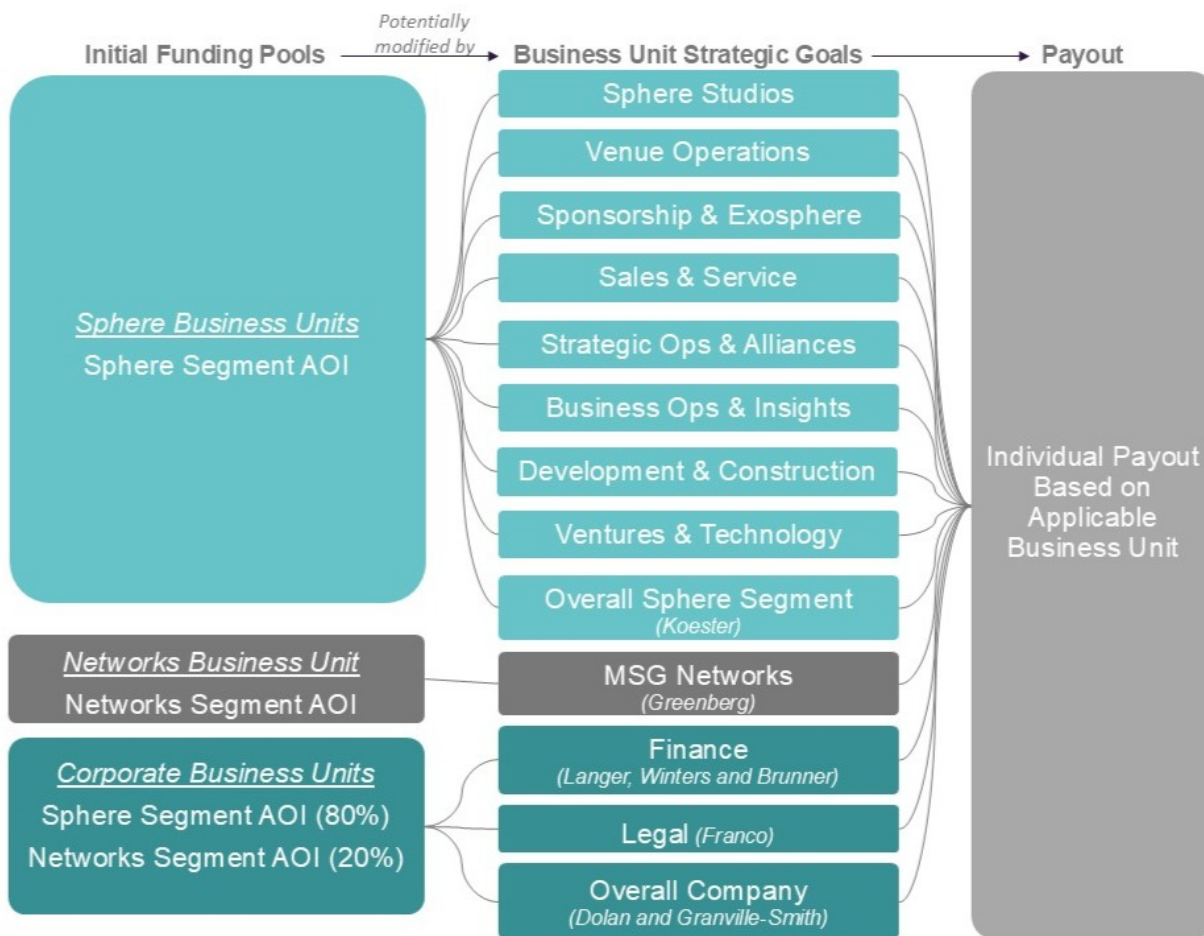 Potentially
modified by
Initial Funding Pools
Business Unit Strategic Goals
Payout
Sphere Business Units
Sphere Segment AOI
Sphere Studios
Venue Operations
Sponsorship & Exosphere
Sales & Service
Strategic Ops & Alliances
Business Ops & Insights
Development & Construction
Ventures & Technology
Overall Sphere Segment
(Koester)
Networks Business Unit
Networks Segment AOI
MSG Networks
(Greenberg)
Corporate Business Units
Sphere Segment AOI (80%)
Networks Segment AOI (20%)
Finance
(Langer, Winters and Brunner)
Legal (Franco)
Overall Company
(Dolan and Granville-Smith)
Individual Payout
Based on
Applicable
Business Unit